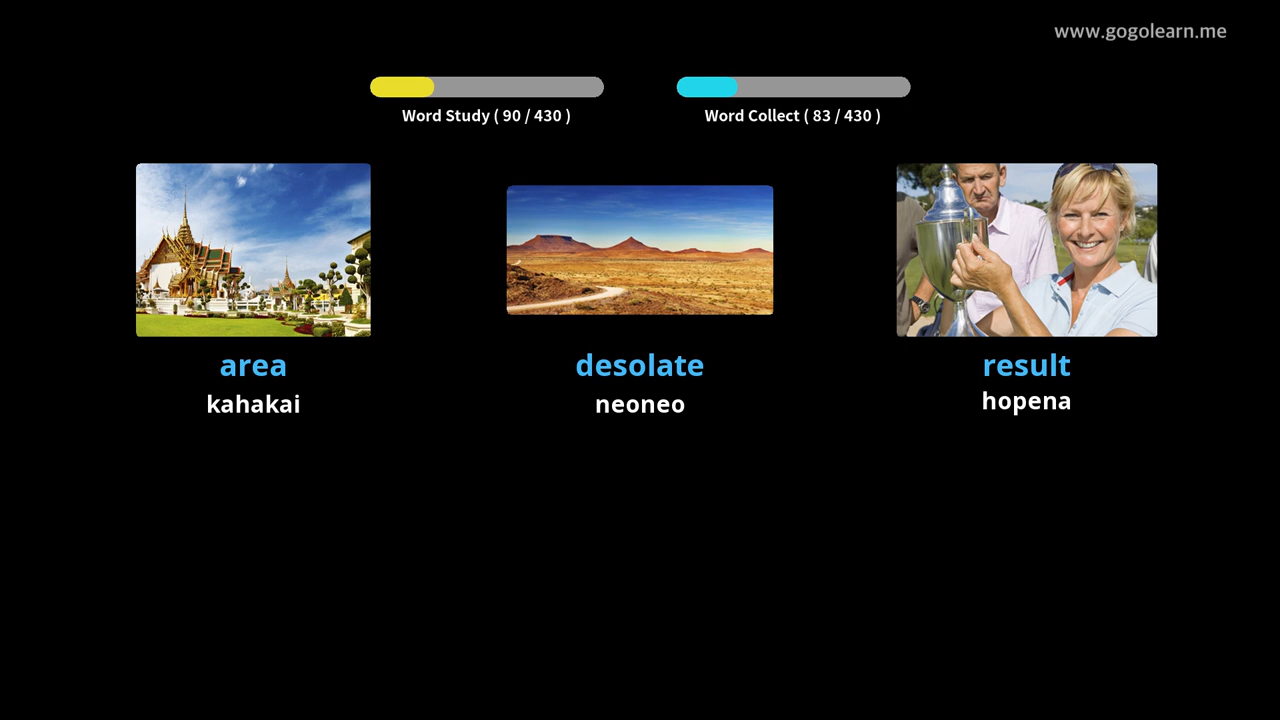 www.gogolearn.me
Word Study ( 90 / 430 )
Word Collect ( 83 / 430 )
area
kahakai
desolate
neoneo
result
hopena